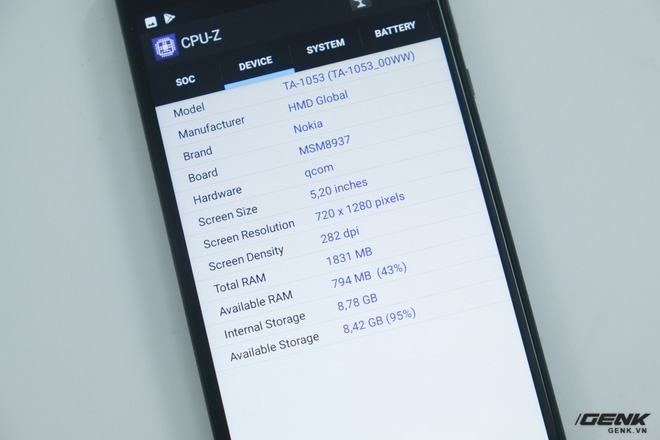 CPU-Z
SOC DEVICE SYSTEM BATTERY
Model TA-1053 (TA-1053_00WW)
Manufacturer HMD Global
Brand Nokia
Board MSM8937
Hardware qcom
Screen Size 5,20 inches
Screen Resolution 720 x 1280 pixels
Screen Density 282 dpi
Total RAM 1831 MB
Available RAM 794 MB (43%)
Internal Storage 8,78 GB
Available Storage 8,42 GB (95%)
/GENK
GENK.VN